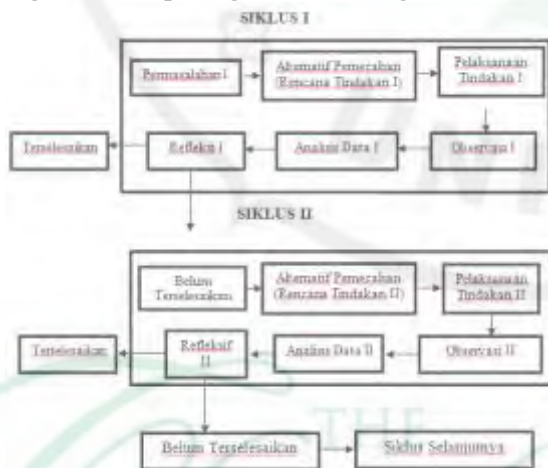 SIKLUS I
Permasalahan I
Alternatif Pemecahan
(Rencana Tindakan I)
Pelaksanaan
Tindakan I
Terselesaikan
Refleksi I
Analisis Data I
Observasi I
SIKLUS II
Belum
Terselesaikan
Alternatif Pemecahan
(Rencana Tindakan II)
Pelaksanaan
Tindakan II
Terselesaikan
Refleksif
II
Analisis Data II
Observasi II
THE
Belum Terselesaikan
Siklus Selanjutnya